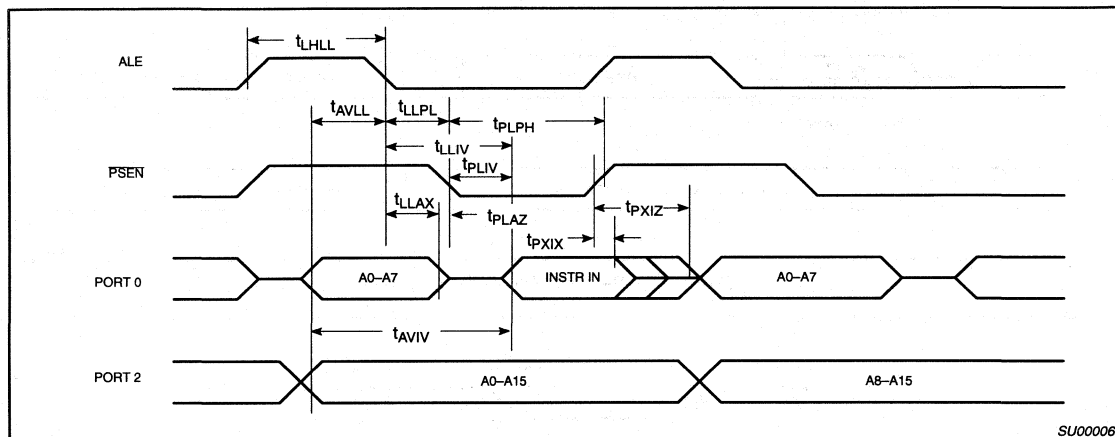 ALE
tLHLL
tAVLL
tLLPL
tPLPH
tLLIV
PSEN
tPLIV
tLLAX
tPLAZ
tPXIZ
tPXIX
PORT 0
A0–A7
INSTR IN
A0–A7
tAVIV
PORT 2
A0–A15
A8–A15
SU00006